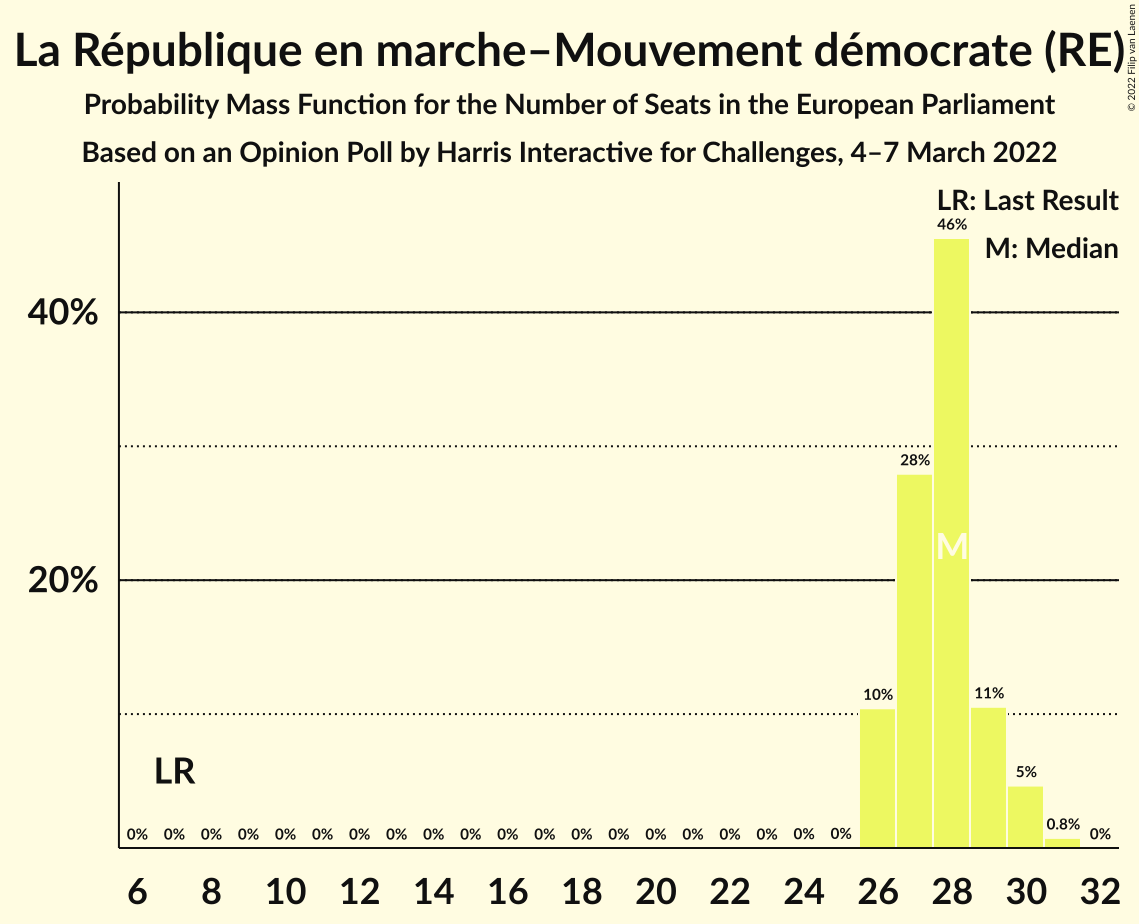 La République en marche–Mouvement démocrate (RE)
© 2022 Filip van Laenen
Probability Mass Function for the Number of Seats in the European Parliament
Based on an Opinion Poll by Harris Interactive for Challenges, 4–7 March 2022
LR: Last Result
46%
M: Median
40%
28%
M
20%
10%
11%
LR
5%
0% 0% 0% 0% 0% 0% 0% 0% 0% 0% 0% 0% 0% 0% 0% 0% 0% 0% 0% 0% 0.8% 0%
6 8 10 12 14 16 18 20 22 24 26 28 30 32